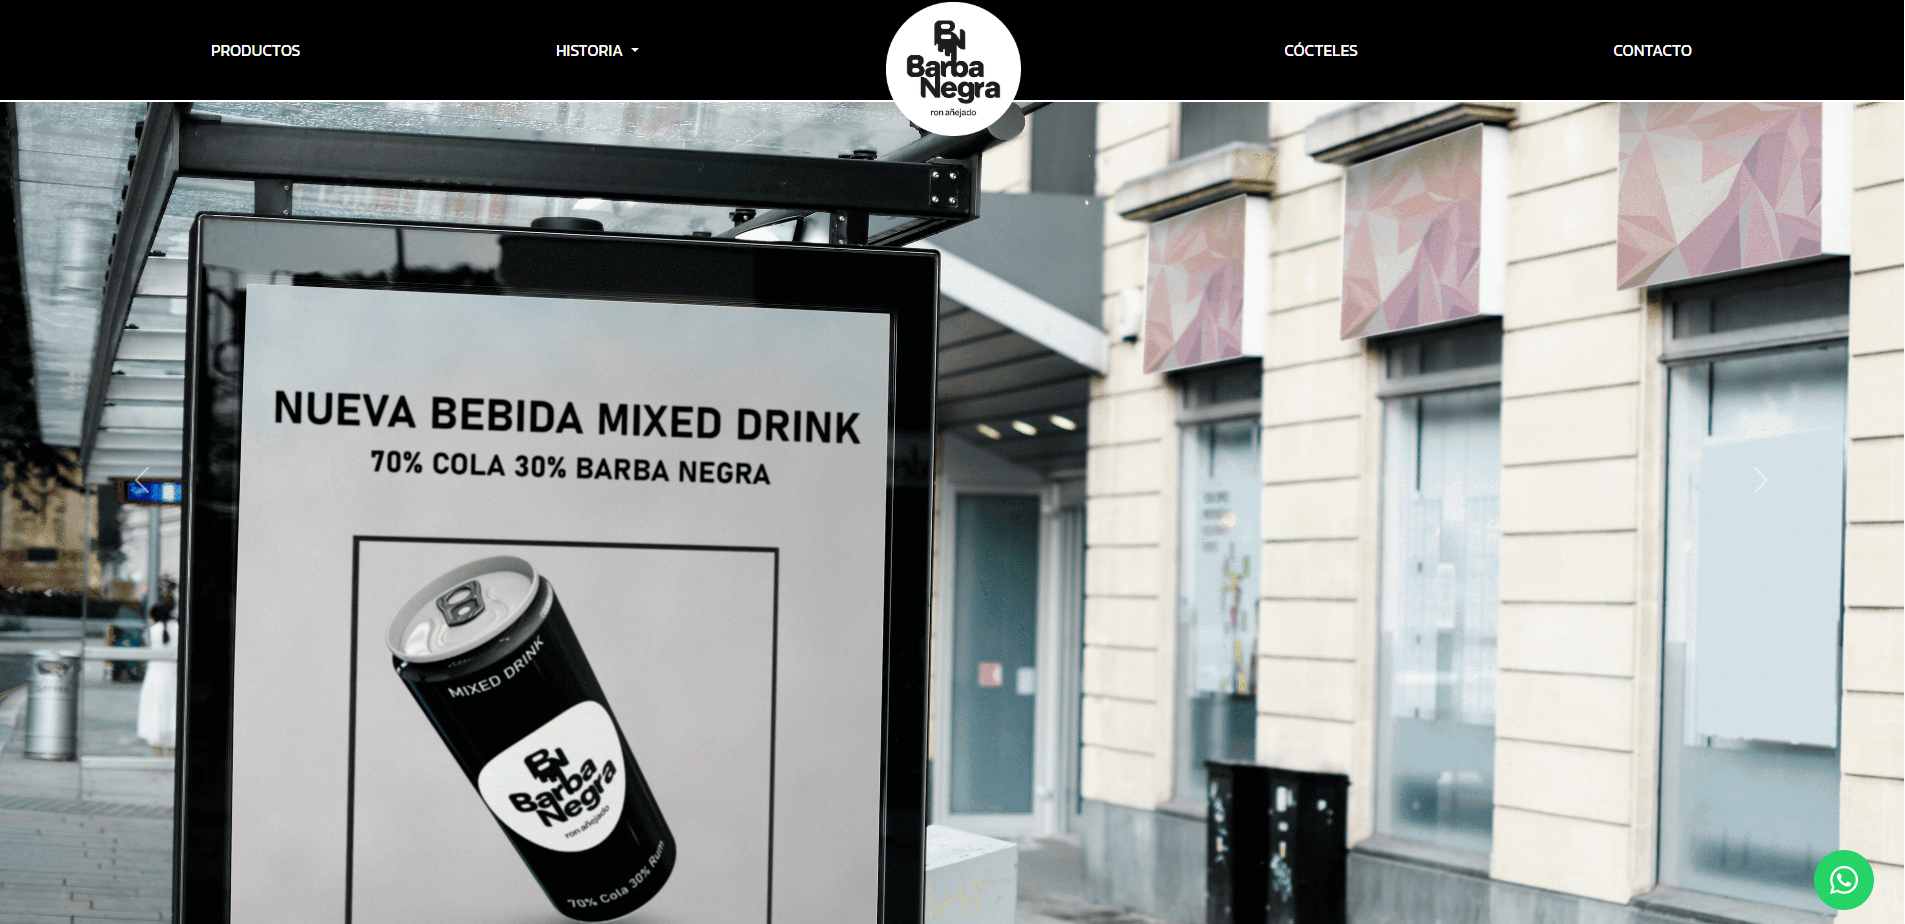 PRODUCTOS
HISTORIA
BN
Barba
Negra
ron añejado
CÓCTELES
CONTACTO
NUEVA BEBIDA MIXED DRINK
70% COLA 30% BARBA NEGRA
MIXED DRINK
BN
Barba
Negra
ron añejado
70% Cola 30% Rum